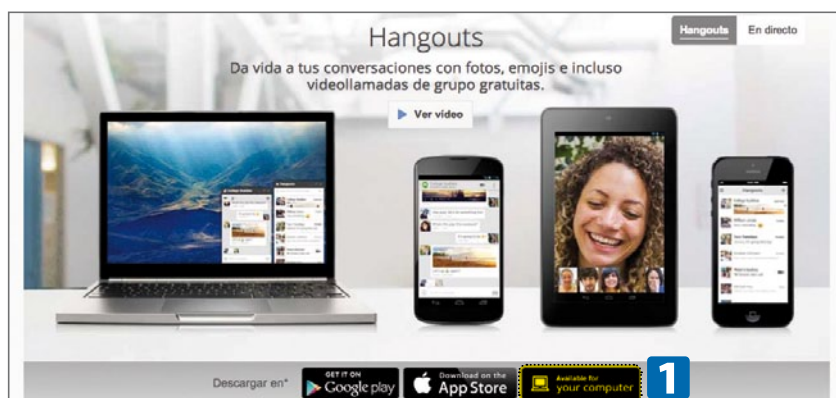 Hangouts
Hangouts En directo
Da vida a tus conversaciones con fotos, emojis e incluso
videollamadas de grupo gratuitas.
Ver vídeo
Hangouts
Descargar en*
GET IT ON
Google play
Download on the
App Store
Available for
your computer
1